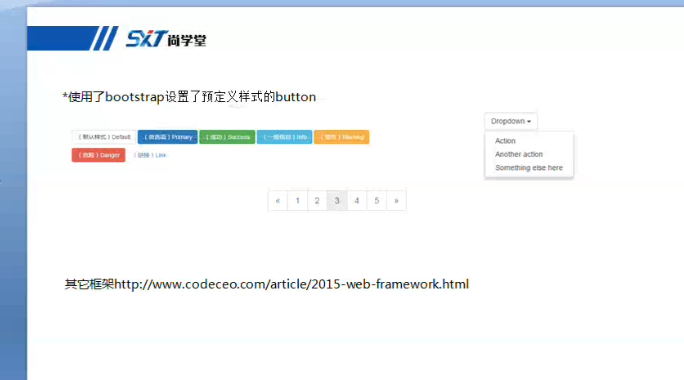 SXT尚学堂
*使用了bootstrap设置了预定义样式的button
Dropdown
（默认样式）Default （首选项）Primary （成功）Success （一般信息）Info （警告）Warning
Action
Another action
（危险）Danger （链接）Link
Something else here
« 1 2 3 4 5 »
其它框架http://www.codeceo.com/article/2015-web-framework.html